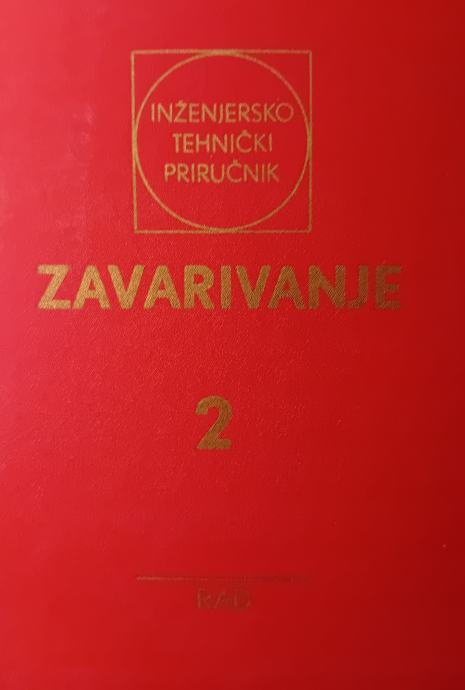 INŽENJERSKO
TEHNIČKI
PRIRUČNIK
ZAVARIVANJE
2
RAD